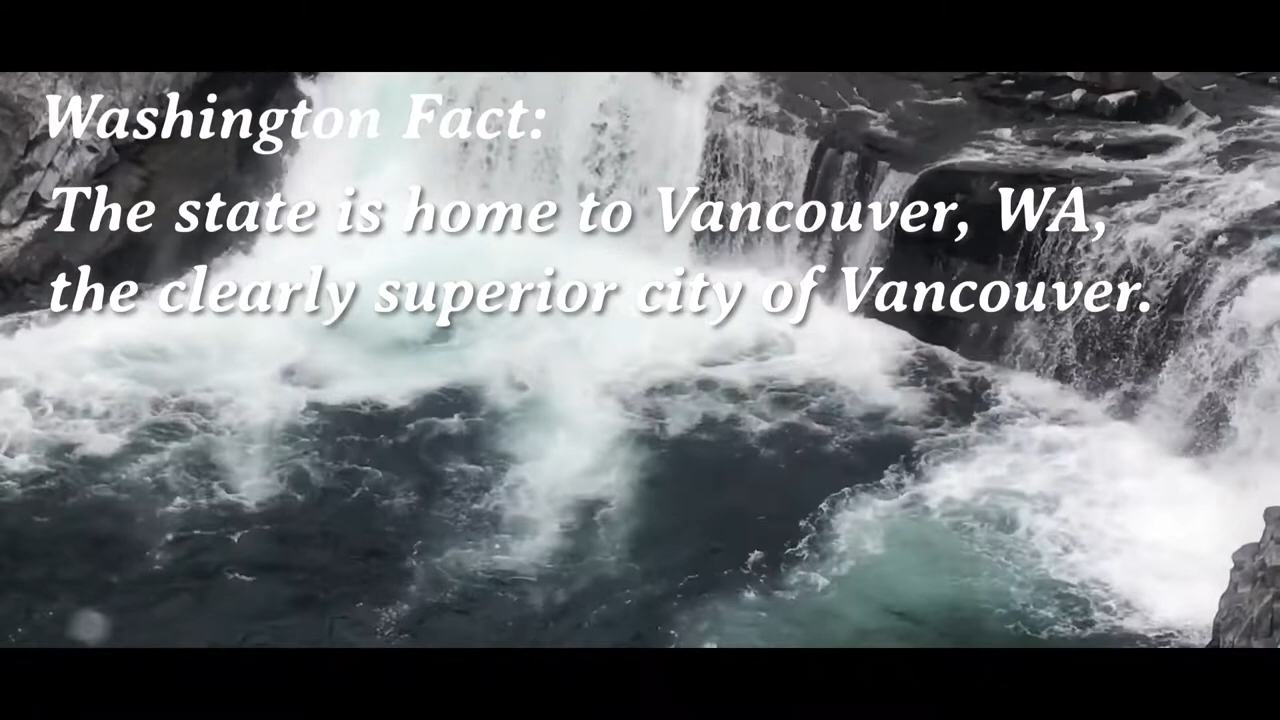 Washington Fact:
The state is home to Vancouver, WA,
the clearly superior city of Vancouver.